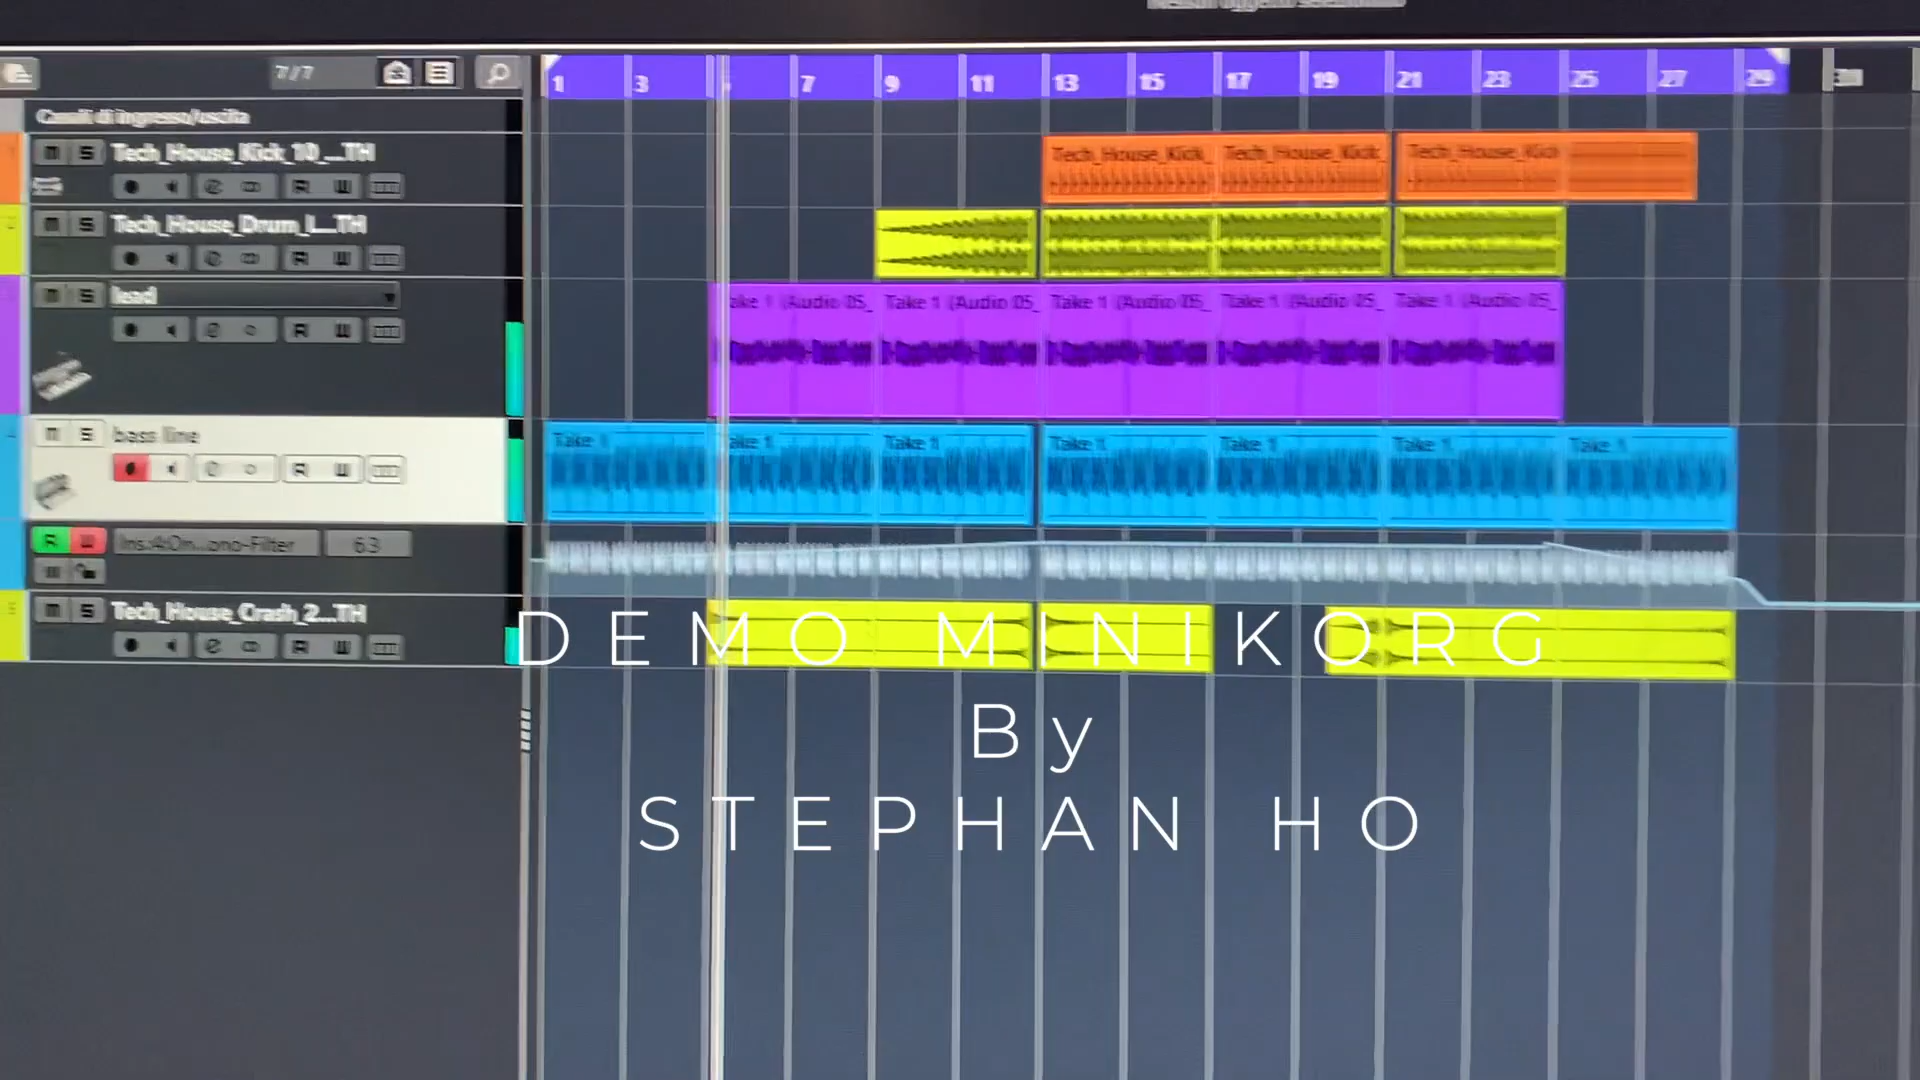 7/7
1 3 7 9 11 13 15 17 19 21 23 25 27 29
Canali di ingresso/uscita
M S Tech_House_Kick_10_...TH
R W
Tech_House_Kick_ Tech_House_Kick_ Tech_House_Kick
M S Tech_House_Drum_L...TH
R W
M S lead
R W
Take 1 (Audio 05_ Take 1 (Audio 05_ Take 1 (Audio 05_ Take 1 (Audio 05_
M S bass line
R W
Take 1 Take 1 Take 1 Take 1 Take 1 Take 1
R W 63
M S Tech_House_Crash_2...TH
R W
DEMO MINIKORG
By
STEPHAN HO